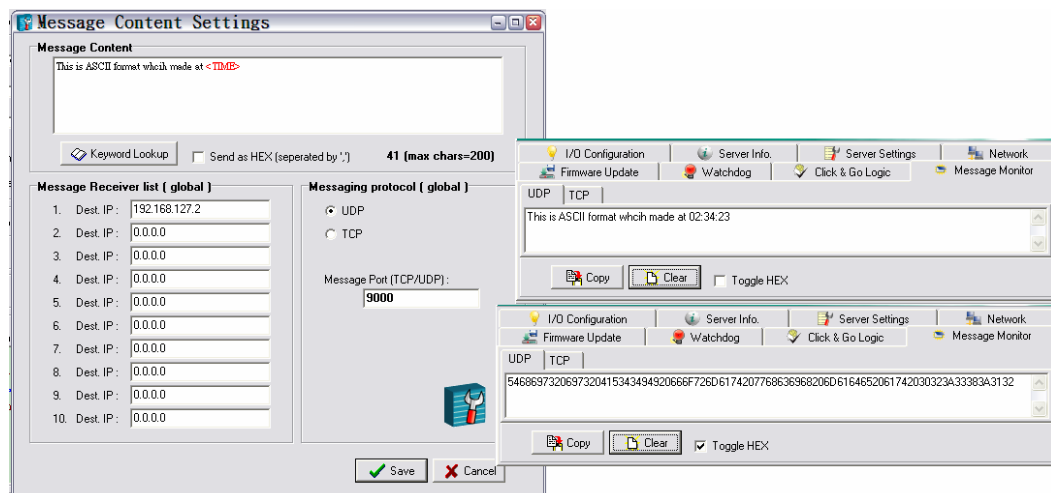 Message Content Settings
Message Content
This is ASCII format whcih made at <TIME>
Keyword Lookup
Send as HEX (seperated by ',')
41 (max chars=200)
Message Receiver list ( global )
1. Dest. IP : 192.168.127.2
2. Dest. IP : 0.0.0.0
3. Dest. IP : 0.0.0.0
4. Dest. IP : 0.0.0.0
5. Dest. IP : 0.0.0.0
6. Dest. IP : 0.0.0.0
7. Dest. IP : 0.0.0.0
8. Dest. IP : 0.0.0.0
9. Dest. IP : 0.0.0.0
10. Dest. IP : 0.0.0.0
Messaging protocol ( global )
UDP
TCP
Message Port (TCP/UDP) :
9000
Save
Cancel
I/O Configuration
Server Info.
Server Settings
Network
Firmware Update
Watchdog
Click & Go Logic
Message Monitor
UDP
TCP
This is ASCII format whcih made at 02:34:23
Copy
Clear
Toggle HEX
I/O Configuration
Server Info.
Server Settings
Network
Firmware Update
Watchdog
Click & Go Logic
Message Monitor
UDP
TCP
5468697320697320415343494920666F726D617420776863696968206D6164652061742030323A33383A3132
Copy
Clear
Toggle HEX